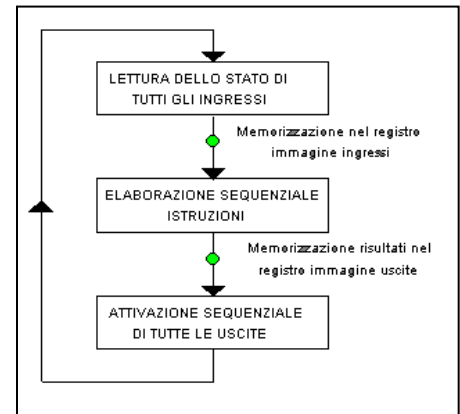 LETTURA DELLO STATO DI
TUTTI GLI INGRESSI
Memorizzazione nel registro
immagine ingressi
ELABORAZIONE SEQUENZIALE
ISTRUZIONI
Memorizzazione risultati nel
registro immagine uscite
ATTIVAZIONE SEQUENZIALE
DI TUTTE LE USCITE